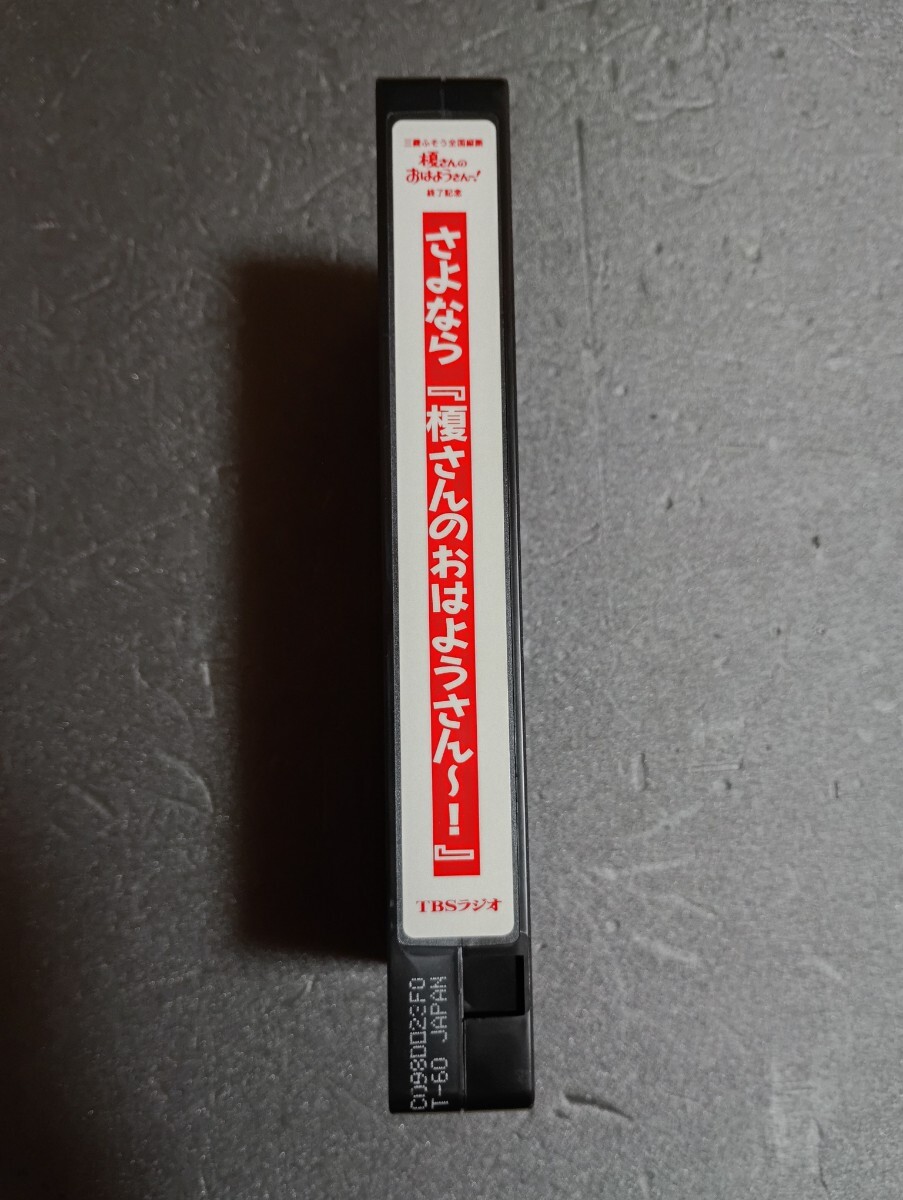 三菱ふそう全国縦断
榎さんの
おはようさん〜!
終了記念
さよなら『榎さんのおはようさん〜!』
TBSラジオ
C098D023F0
T-60 JAPAN